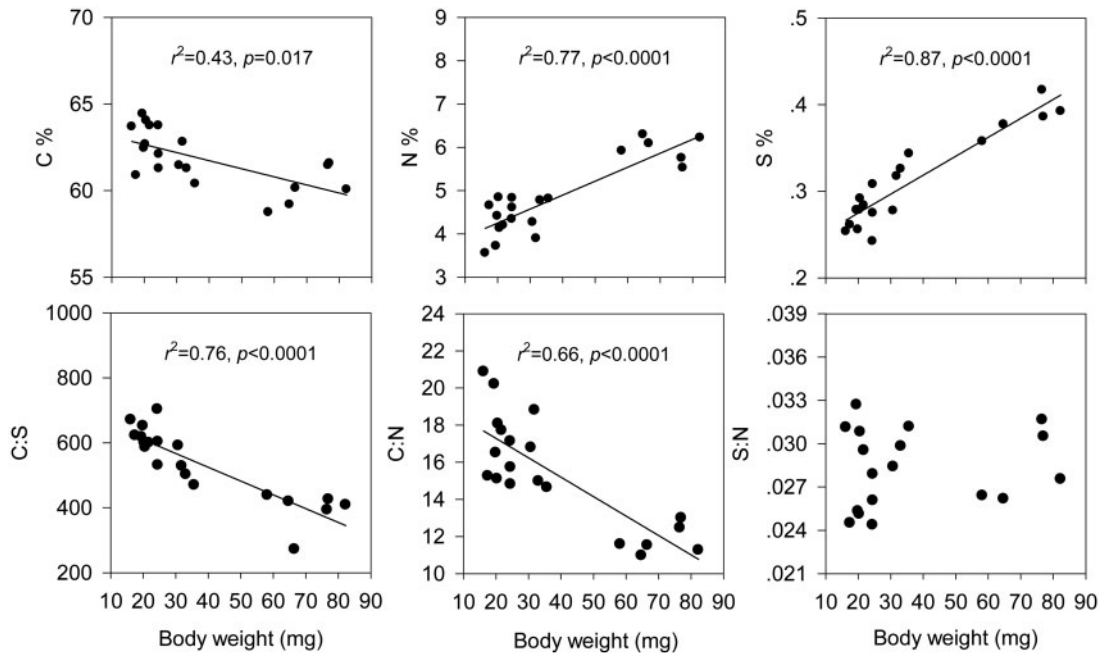 70
65
60
55
C %
r²=0.43, p=0.017
9
8
7
6
5
4
3
N %
r²=0.77, p<0.0001
.5
.4
.3
.2
S %
r²=0.87, p<0.0001
1000
800
600
400
200
C:S
r²=0.76, p<0.0001
10 20 30 40 50 60 70 80 90
Body weight (mg)
24
22
20
18
16
14
12
10
C:N
r²=0.66, p<0.0001
10 20 30 40 50 60 70 80 90
Body weight (mg)
.039
.036
.033
.030
.027
.024
.021
S:N
10 20 30 40 50 60 70 80 90
Body weight (mg)